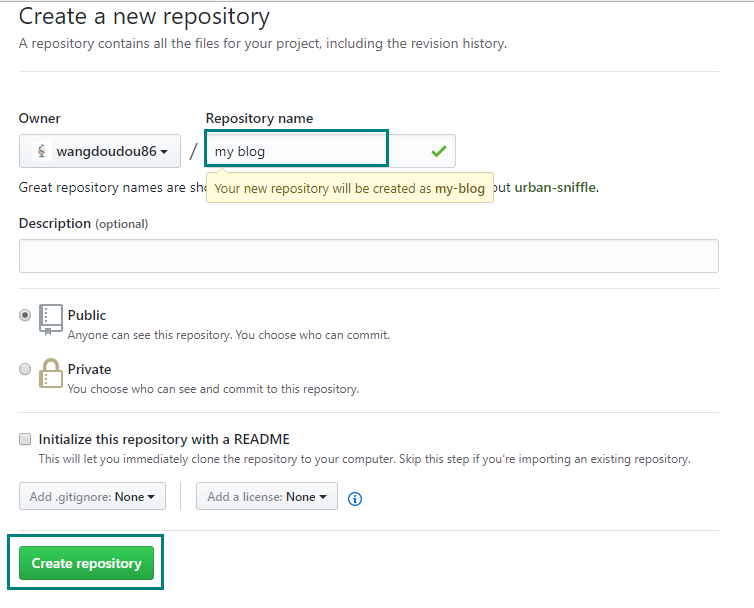 Create a new repository
A repository contains all the files for your project, including the revision history.
Owner
Repository name
wangdoudou86 / my blog
Your new repository will be created as my-blog
Great repository names are sho out urban-sniffle.
Description (optional)
Public
Anyone can see this repository. You choose who can commit.
Private
You choose who can see and commit to this repository.
Initialize this repository with a README
This will let you immediately clone the repository to your computer. Skip this step if you're importing an existing repository.
Add .gitignore: None
Add a license: None
Create repository